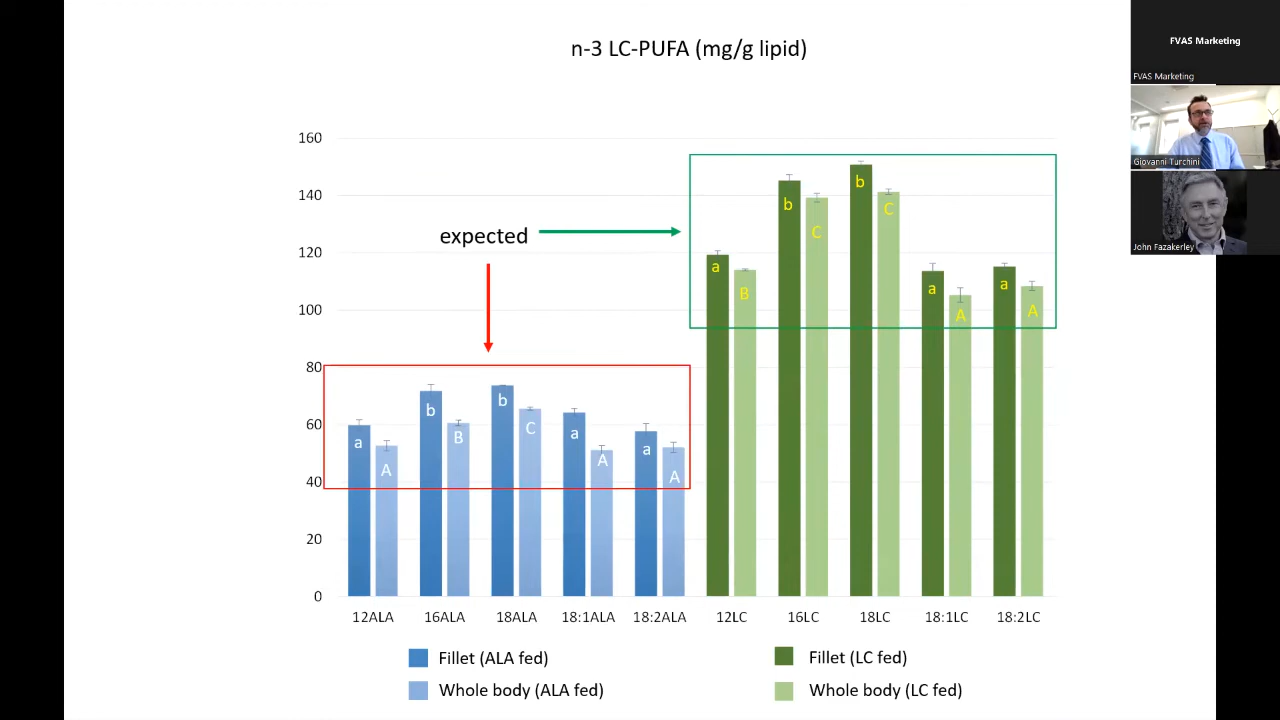 n-3 LC-PUFA (mg/g lipid)
FVAS Marketing
FVAS Marketing
Giovanni Turchini
John Fazakerley
160
140
120
100
80
60
40
20
0
expected
a
A
b
B
b
C
a
A
a
A
a
B
b
C
b
C
a
A
a
A
12ALA 16ALA 18ALA 18:1ALA 18:2ALA 12LC 16LC 18LC 18:1LC 18:2LC
Fillet (ALA fed) Fillet (LC fed)
Whole body (ALA fed) Whole body (LC fed)